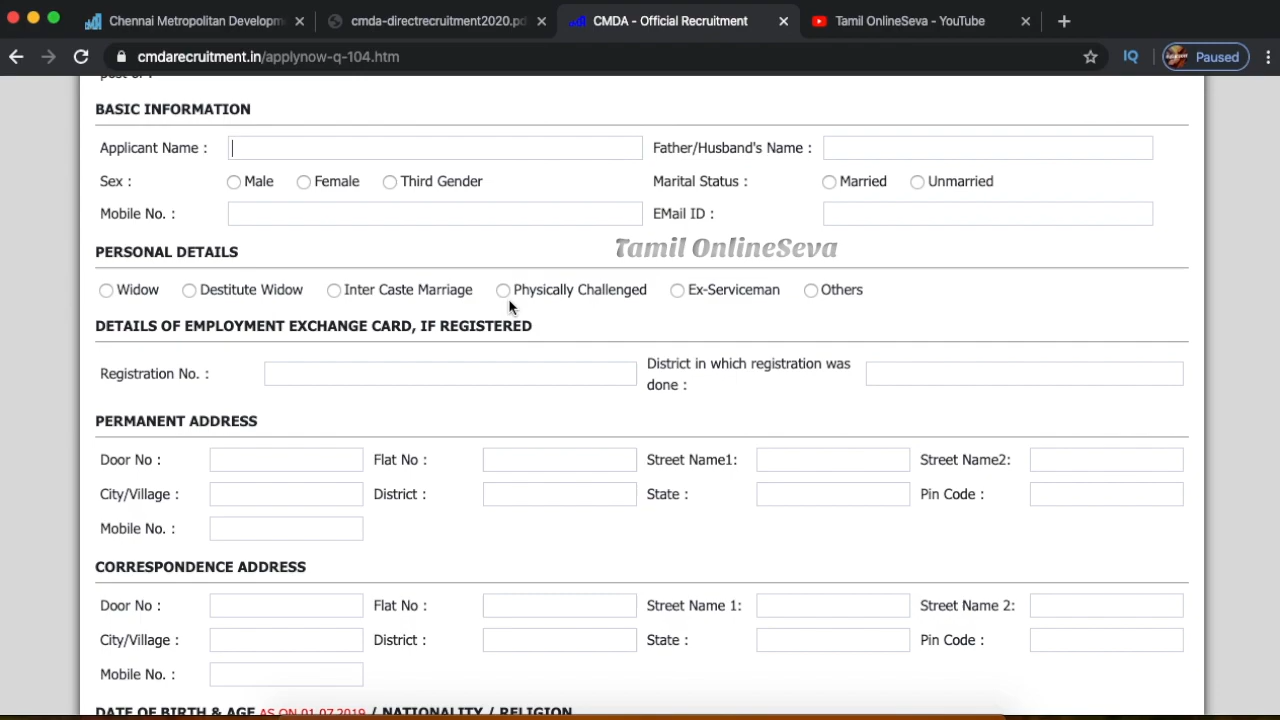 Chennai Metropolitan Developm
cmda-directrecruitment2020.pd
CMDA - Official Recruitment
Tamil OnlineSeva - YouTube
cmdarecruitment.in/applynow-q-104.htm
IQ
Paused
BASIC INFORMATION
Applicant Name :
Father/Husband's Name :
Sex :
Male
Female
Third Gender
Marital Status :
Married
Unmarried
Mobile No. :
EMail ID :
Tamil OnlineSeva
PERSONAL DETAILS
Widow
Destitute Widow
Inter Caste Marriage
Physically Challenged
Ex-Serviceman
Others
DETAILS OF EMPLOYMENT EXCHANGE CARD, IF REGISTERED
Registration No. :
District in which registration was
done :
PERMANENT ADDRESS
Door No :
Flat No :
Street Name1:
Street Name2:
City/Village :
District :
State :
Pin Code :
Mobile No. :
CORRESPONDENCE ADDRESS
Door No :
Flat No :
Street Name 1:
Street Name 2:
City/Village :
District :
State :
Pin Code :
Mobile No. :
DATE OF BIRTH & AGE AS ON 01.07.2019 / NATIONALITY / RELIGION